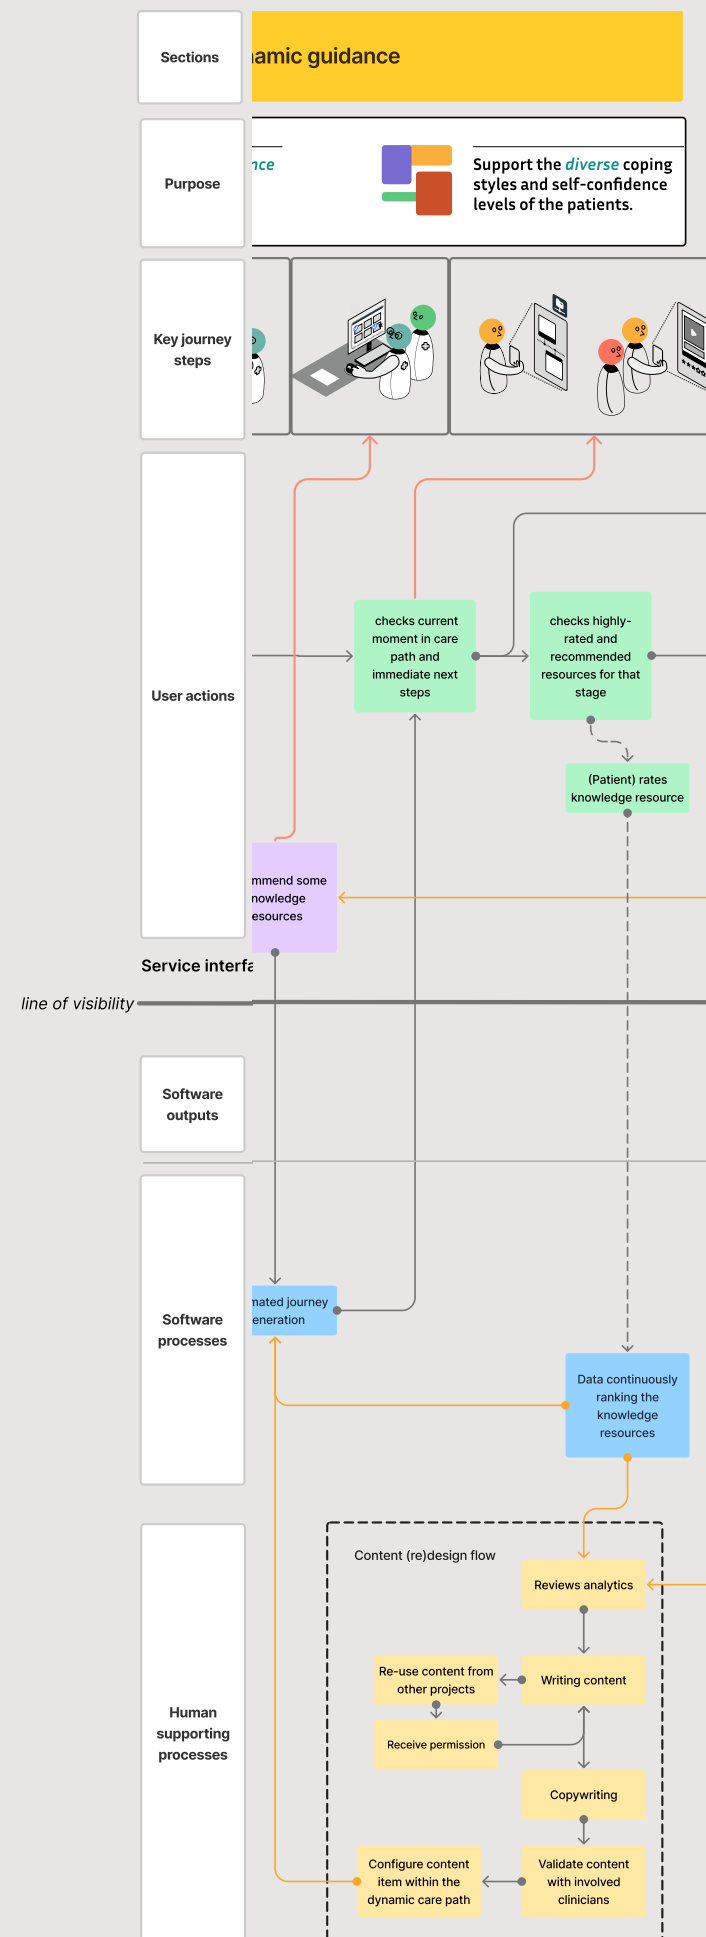 Sections
amic guidance
Purpose
nce
Support the diverse coping
styles and self-confidence
levels of the patients.
Key journey
steps
User actions
checks current
moment in care
path and
immediate next
steps
checks highly-
rated and
recommended
resources for that
stage
(Patient) rates
knowledge resource
mmend some
nowledge
esources
Service interfa
line of visibility
Software
outputs
Software
processes
mated journey
eneration
Data continuously
ranking the
knowledge
resources
Human
supporting
processes
Content (re)design flow
Reviews analytics
Re-use content from
other projects
Writing content
Receive permission
Copywriting
Configure content
item within the
dynamic care path
Validate content
with involved
clinicians